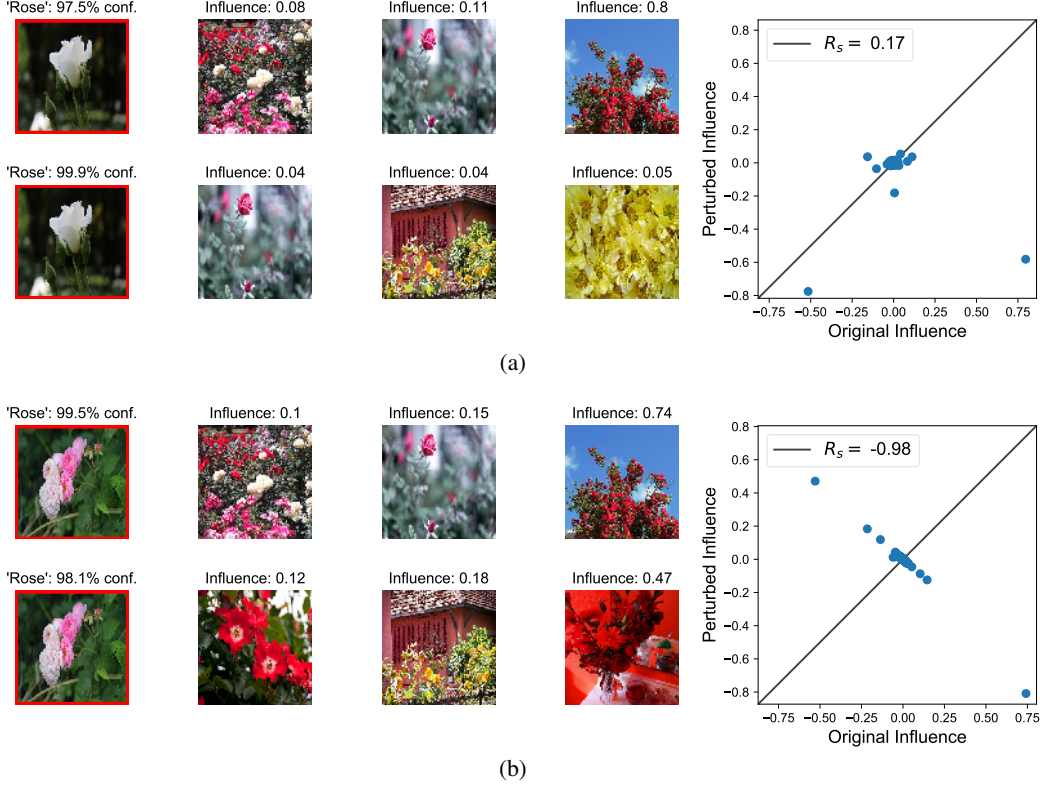 'Rose': 97.5% conf.
Influence: 0.08
Influence: 0.11
Influence: 0.8
'Rose': 99.9% conf.
Influence: 0.04
Influence: 0.04
Influence: 0.05
0.8
0.6
0.4
0.2
0.0
−0.2
−0.4
−0.6
−0.8
Perturbed Influence
R_s = 0.17
−0.75 −0.50 −0.25 0.00 0.25 0.50 0.75
Original Influence
(a)
'Rose': 99.5% conf.
Influence: 0.1
Influence: 0.15
Influence: 0.74
'Rose': 98.1% conf.
Influence: 0.12
Influence: 0.18
Influence: 0.47
0.8
0.6
0.4
0.2
0.0
−0.2
−0.4
−0.6
−0.8
Perturbed Influence
R_s = -0.98
−0.75 −0.50 −0.25 0.00 0.25 0.50 0.75
Original Influence
(b)